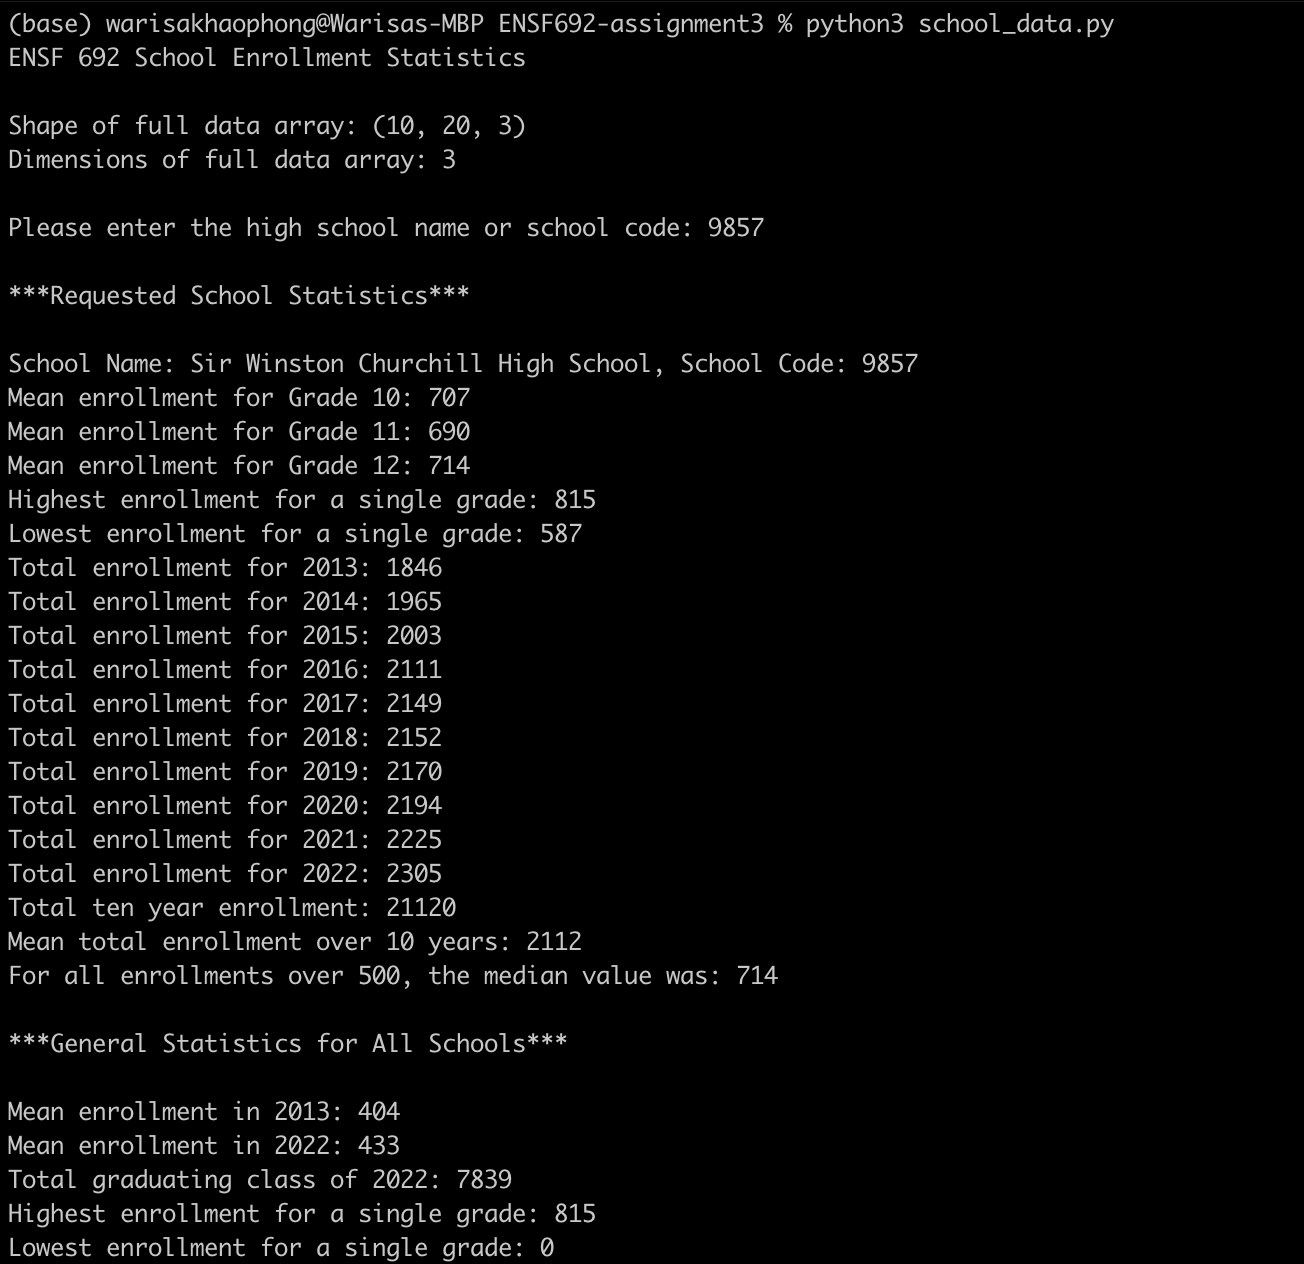 (base) warisakhaophong@Warisas-MBP ENSF692-assignment3 % python3 school_data.py
ENSF 692 School Enrollment Statistics
Shape of full data array: (10, 20, 3)
Dimensions of full data array: 3
Please enter the high school name or school code: 9857
***Requested School Statistics***
School Name: Sir Winston Churchill High School, School Code: 9857
Mean enrollment for Grade 10: 707
Mean enrollment for Grade 11: 690
Mean enrollment for Grade 12: 714
Highest enrollment for a single grade: 815
Lowest enrollment for a single grade: 587
Total enrollment for 2013: 1846
Total enrollment for 2014: 1965
Total enrollment for 2015: 2003
Total enrollment for 2016: 2111
Total enrollment for 2017: 2149
Total enrollment for 2018: 2152
Total enrollment for 2019: 2170
Total enrollment for 2020: 2194
Total enrollment for 2021: 2225
Total enrollment for 2022: 2305
Total ten year enrollment: 21120
Mean total enrollment over 10 years: 2112
For all enrollments over 500, the median value was: 714
***General Statistics for All Schools***
Mean enrollment in 2013: 404
Mean enrollment in 2022: 433
Total graduating class of 2022: 7839
Highest enrollment for a single grade: 815
Lowest enrollment for a single grade: 0